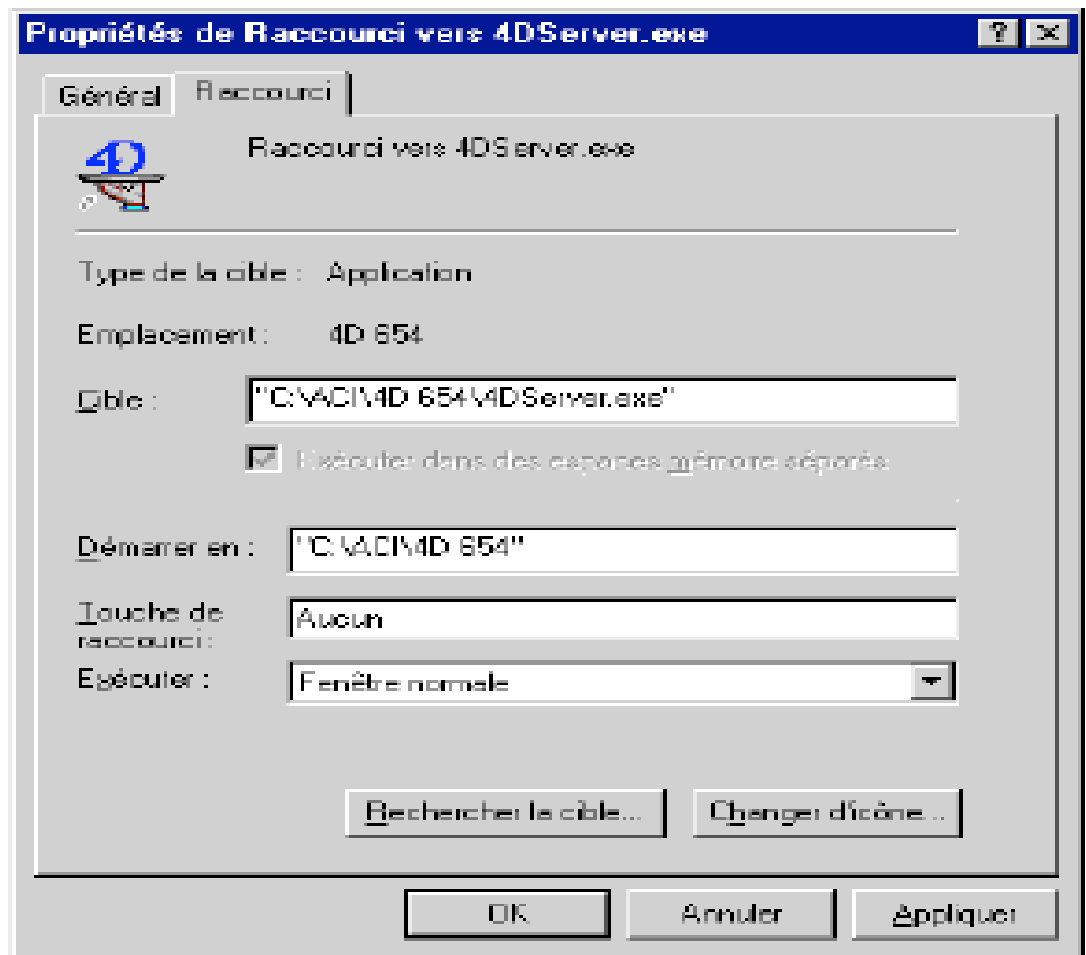 Propriétés de Raccourci vers 4DServer.exe
Général
Raccourci
4D
Raccourci vers 4DServer.exe
Type de la cible : Application
Emplacement : 4D 654
Cible : "C:\ACI\4D 654\4DServer.exe"
Exécuter dans des espaces mémoire séparés
Démarrer en : "C:\ACI\4D 654"
Touche de
raccourci : Aucun
Exécuter : Fenêtre normale
Rechercher la cible... Changer d'icône...
OK Annuler Appliquer